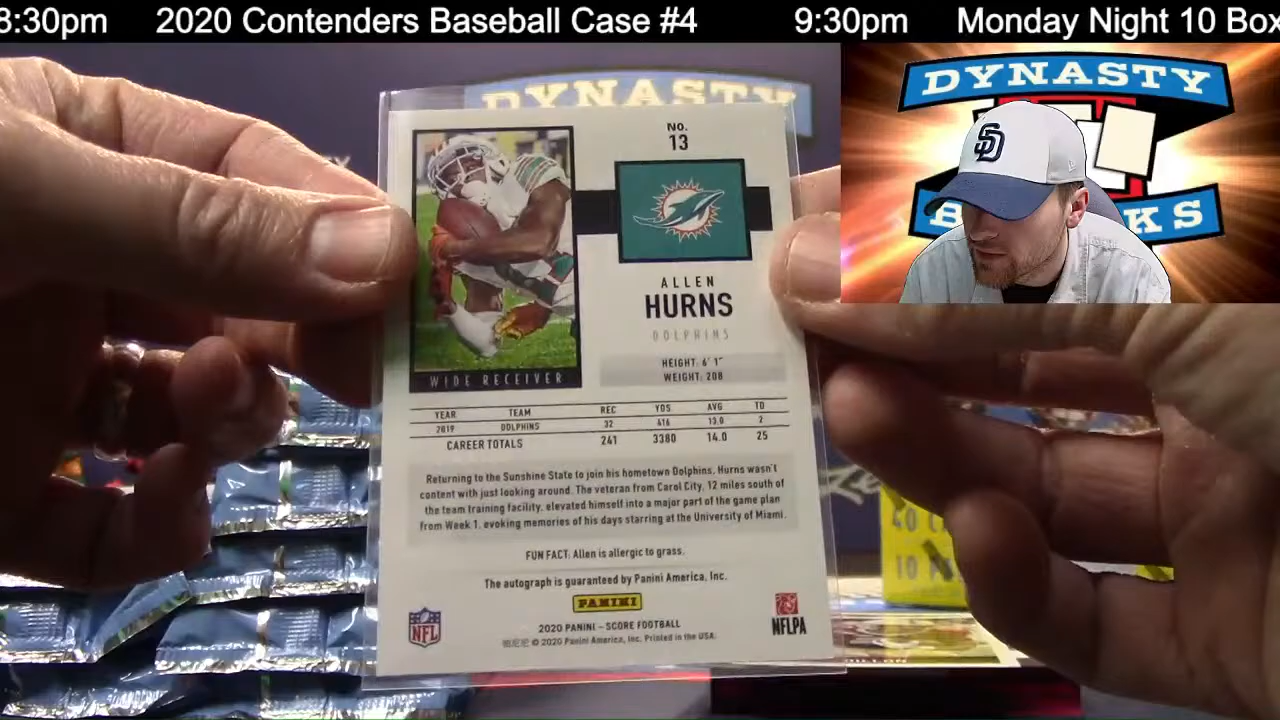 8:30pm 2020 Contenders Baseball Case #4 9:30pm Monday Night 10 Box
DYNASTY
DYNASTY
SD
B KS
No.
13
ALLEN
HURNS
DOLPHINS
HEIGHT: 6' 1"
WEIGHT: 208
WIDE RECEIVER
YEAR TEAM REC YDS AVG TD
2019 DOLPHINS 32 416 13.0 2
CAREER TOTALS 241 3380 14.0 25
Returning to the Sunshine State to join his hometown Dolphins, Hurns wasn't
content with just looking around. The veteran from Carol City, 12 miles south of
the team training facility, elevated himself into a major part of the game plan
from Week 1, evoking memories of his days starring at the University of Miami.
FUN FACT: Allen is allergic to grass.
The autograph is guaranteed by Panini America, Inc.
PANINI
2020 PANINI – SCORE FOOTBALL
© 2020 Panini America, Inc. Printed in the USA.
NFL
NFLPA
40
10